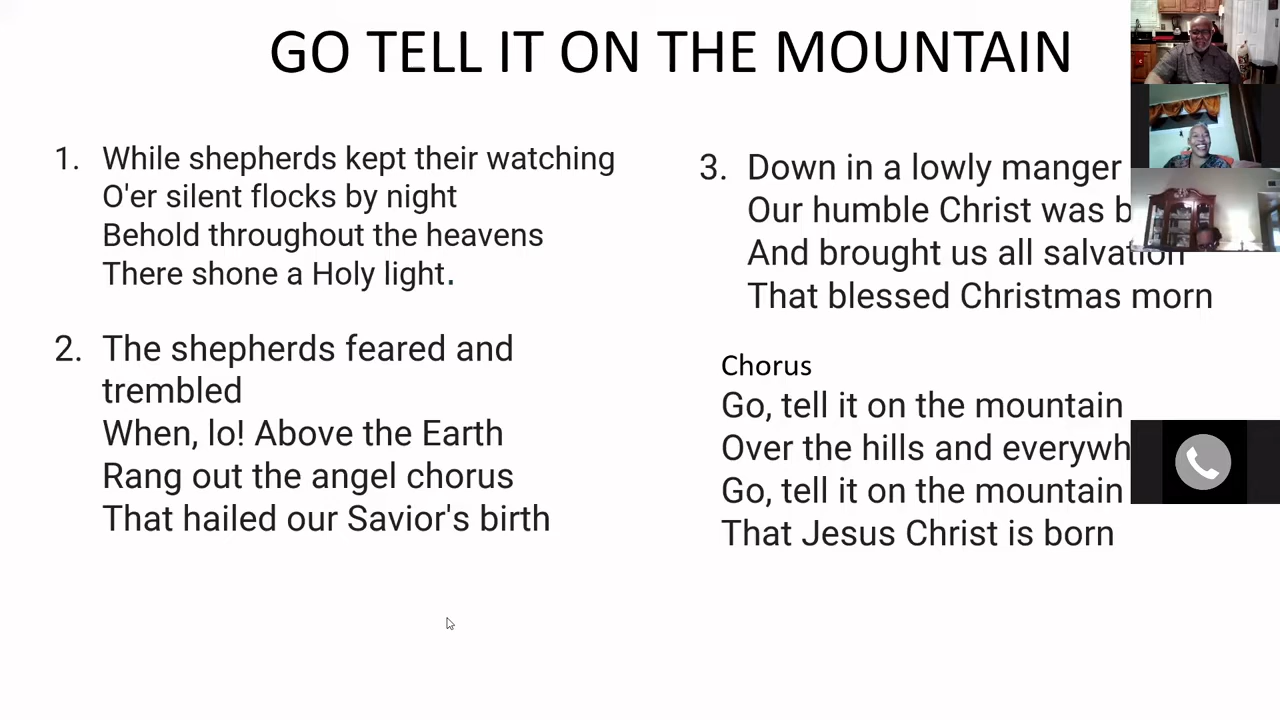 GO TELL IT ON THE MOUNTAIN
1. While shepherds kept their watching
O'er silent flocks by night
Behold throughout the heavens
There shone a Holy light.
2. The shepherds feared and
trembled
When, lo! Above the Earth
Rang out the angel chorus
That hailed our Savior's birth
3. Down in a lowly manger
Our humble Christ was
And brought us all salvation
That blessed Christmas morn
Chorus
Go, tell it on the mountain
Over the hills and
Go, tell it on the mountain
That Jesus Christ is born